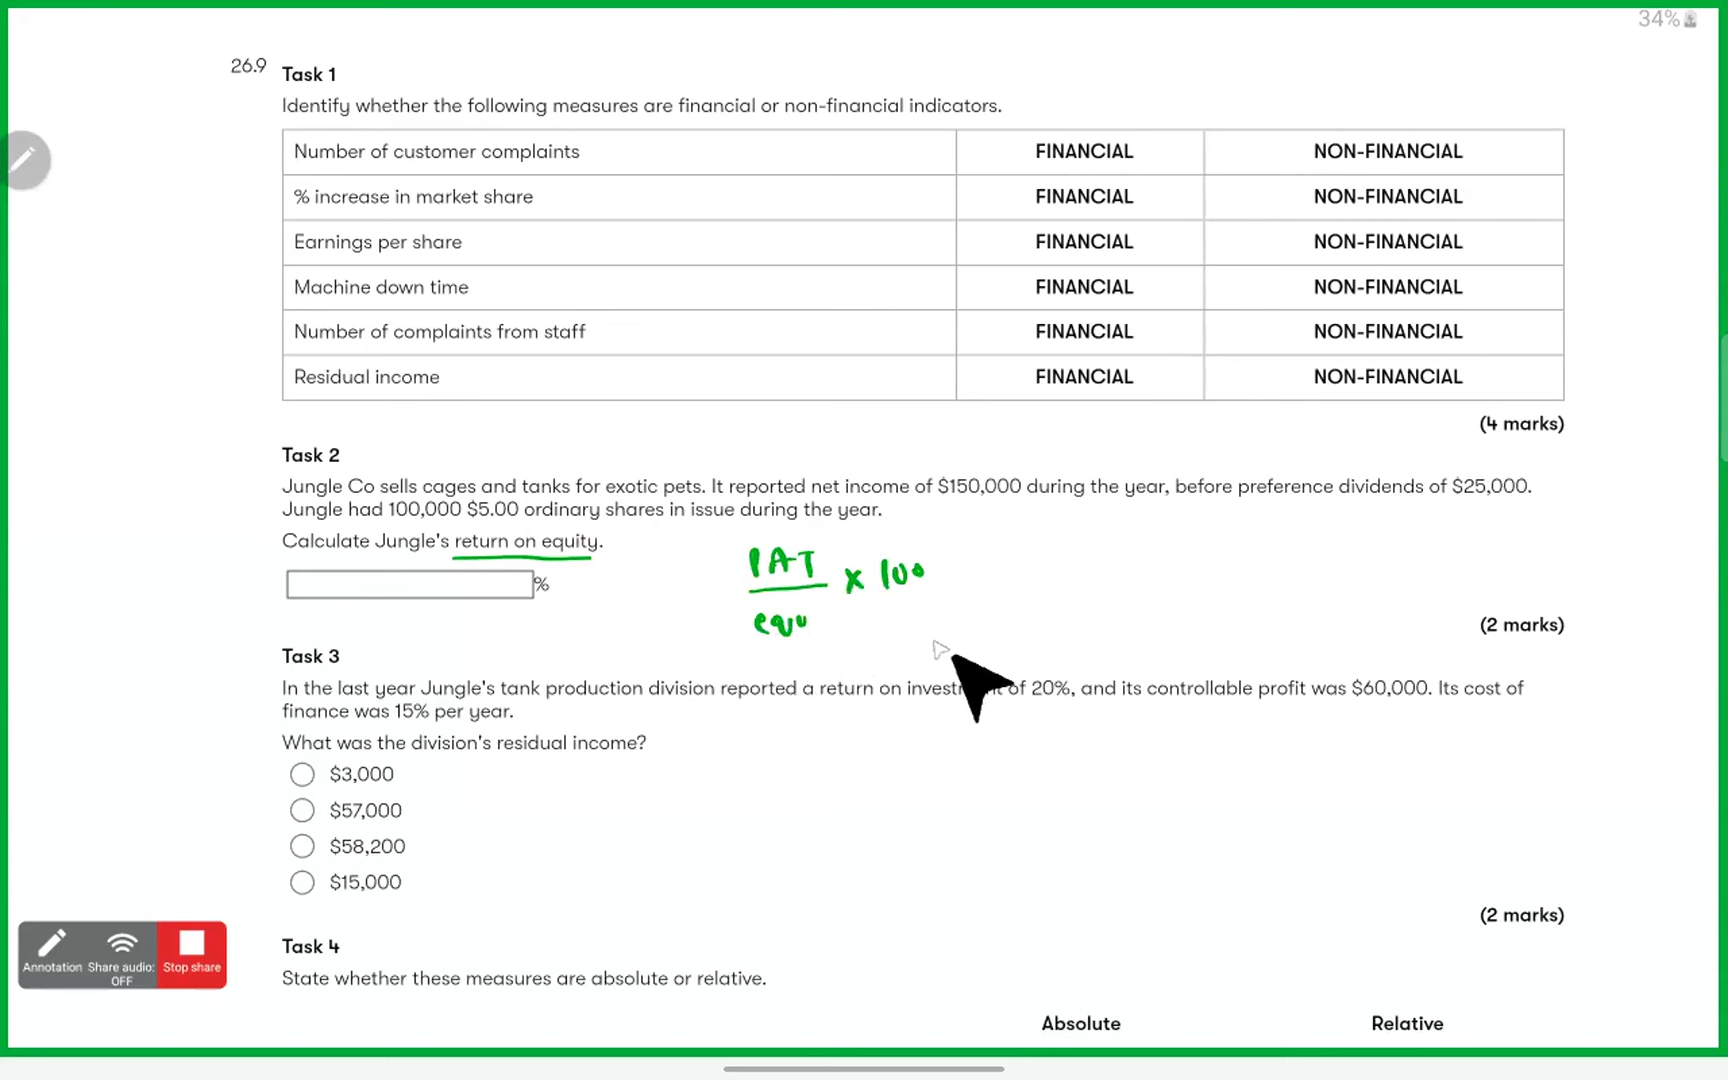 34%
26.9 Task 1
Identify whether the following measures are financial or non-financial indicators.
Number of customer complaints FINANCIAL NON-FINANCIAL
% increase in market share FINANCIAL NON-FINANCIAL
Earnings per share FINANCIAL NON-FINANCIAL
Machine down time FINANCIAL NON-FINANCIAL
Number of complaints from staff FINANCIAL NON-FINANCIAL
Residual income FINANCIAL NON-FINANCIAL
(4 marks)
Task 2
Jungle Co sells cages and tanks for exotic pets. It reported net income of $150,000 during the year, before preference dividends of $25,000.
Jungle had 100,000 $5.00 ordinary shares in issue during the year.
Calculate Jungle's return on equity.
PAT x 100
equ
%
(2 marks)
Task 3
In the last year Jungle's tank production division reported a return on investment of 20%, and its controllable profit was $60,000. Its cost of
finance was 15% per year.
What was the division's residual income?
$3,000
$57,000
$58,200
$15,000
(2 marks)
Task 4
State whether these measures are absolute or relative.
Absolute Relative
Annotation Share audio: Stop share
OFF